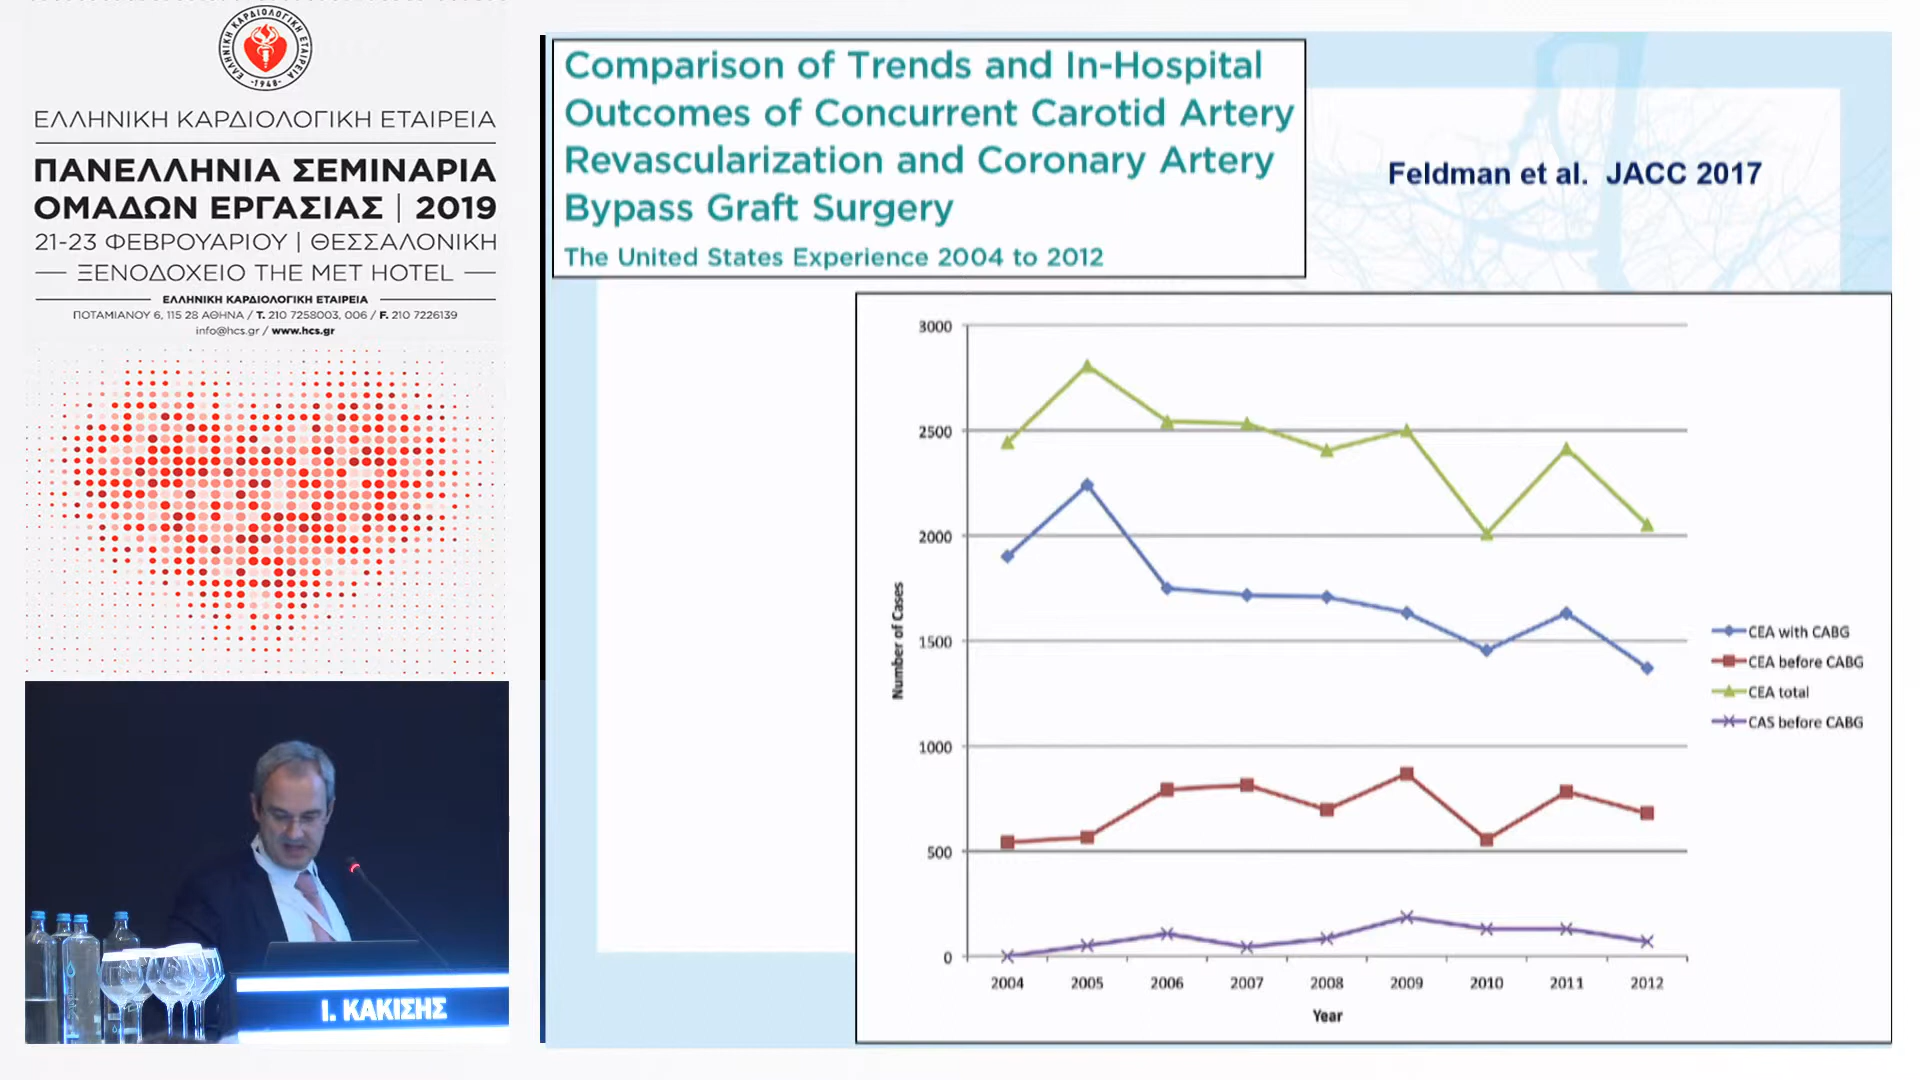 ΕΛΛΗΝΙΚΗ ΚΑΡΔΙΟΛΟΓΙΚΗ ΕΤΑΙΡΕΙΑ
-1948-
ΕΛΛΗΝΙΚΗ ΚΑΡΔΙΟΛΟΓΙΚΗ ΕΤΑΙΡΕΙΑ
ΠΑΝΕΛΛΗΝΙΑ ΣΕΜΙΝΑΡΙΑ
ΟΜΑΔΩΝ ΕΡΓΑΣΙΑΣ | 2019
21-23 ΦΕΒΡΟΥΑΡΙΟΥ | ΘΕΣΣΑΛΟΝΙΚΗ
ΞΕΝΟΔΟΧΕΙΟ THE MET HOTEL
ΕΛΛΗΝΙΚΗ ΚΑΡΔΙΟΛΟΓΙΚΗ ΕΤΑΙΡΕΙΑ
ΠΟΤΑΜΙΑΝΟΥ 6, 115 28 ΑΘΗΝΑ / T. 210 7258003, 006 / F. 210 7226139
info@hcs.gr / www.hcs.gr
Ι. ΚΑΚΙΣΗΣ
Comparison of Trends and In-Hospital
Outcomes of Concurrent Carotid Artery
Revascularization and Coronary Artery
Bypass Graft Surgery
The United States Experience 2004 to 2012
Feldman et al. JACC 2017
Number of Cases
3000
2500
2000
1500
1000
500
0
2004 2005 2006 2007 2008 2009 2010 2011 2012
Year
CEA with CABG
CEA before CABG
CEA total
CAS before CABG